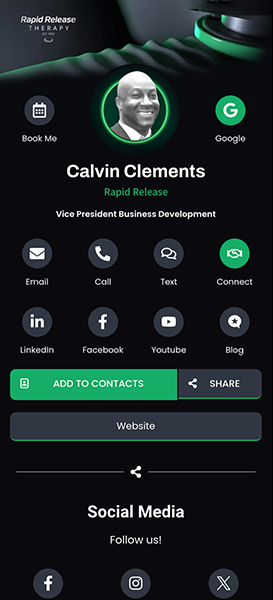 Rapid Release
THERAPY
Book Me
Google
Calvin Clements
Rapid Release
Vice President Business Development
Email
Call
Text
Connect
LinkedIn
Facebook
Youtube
Blog
ADD TO CONTACTS
SHARE
Website
Social Media
Follow us!